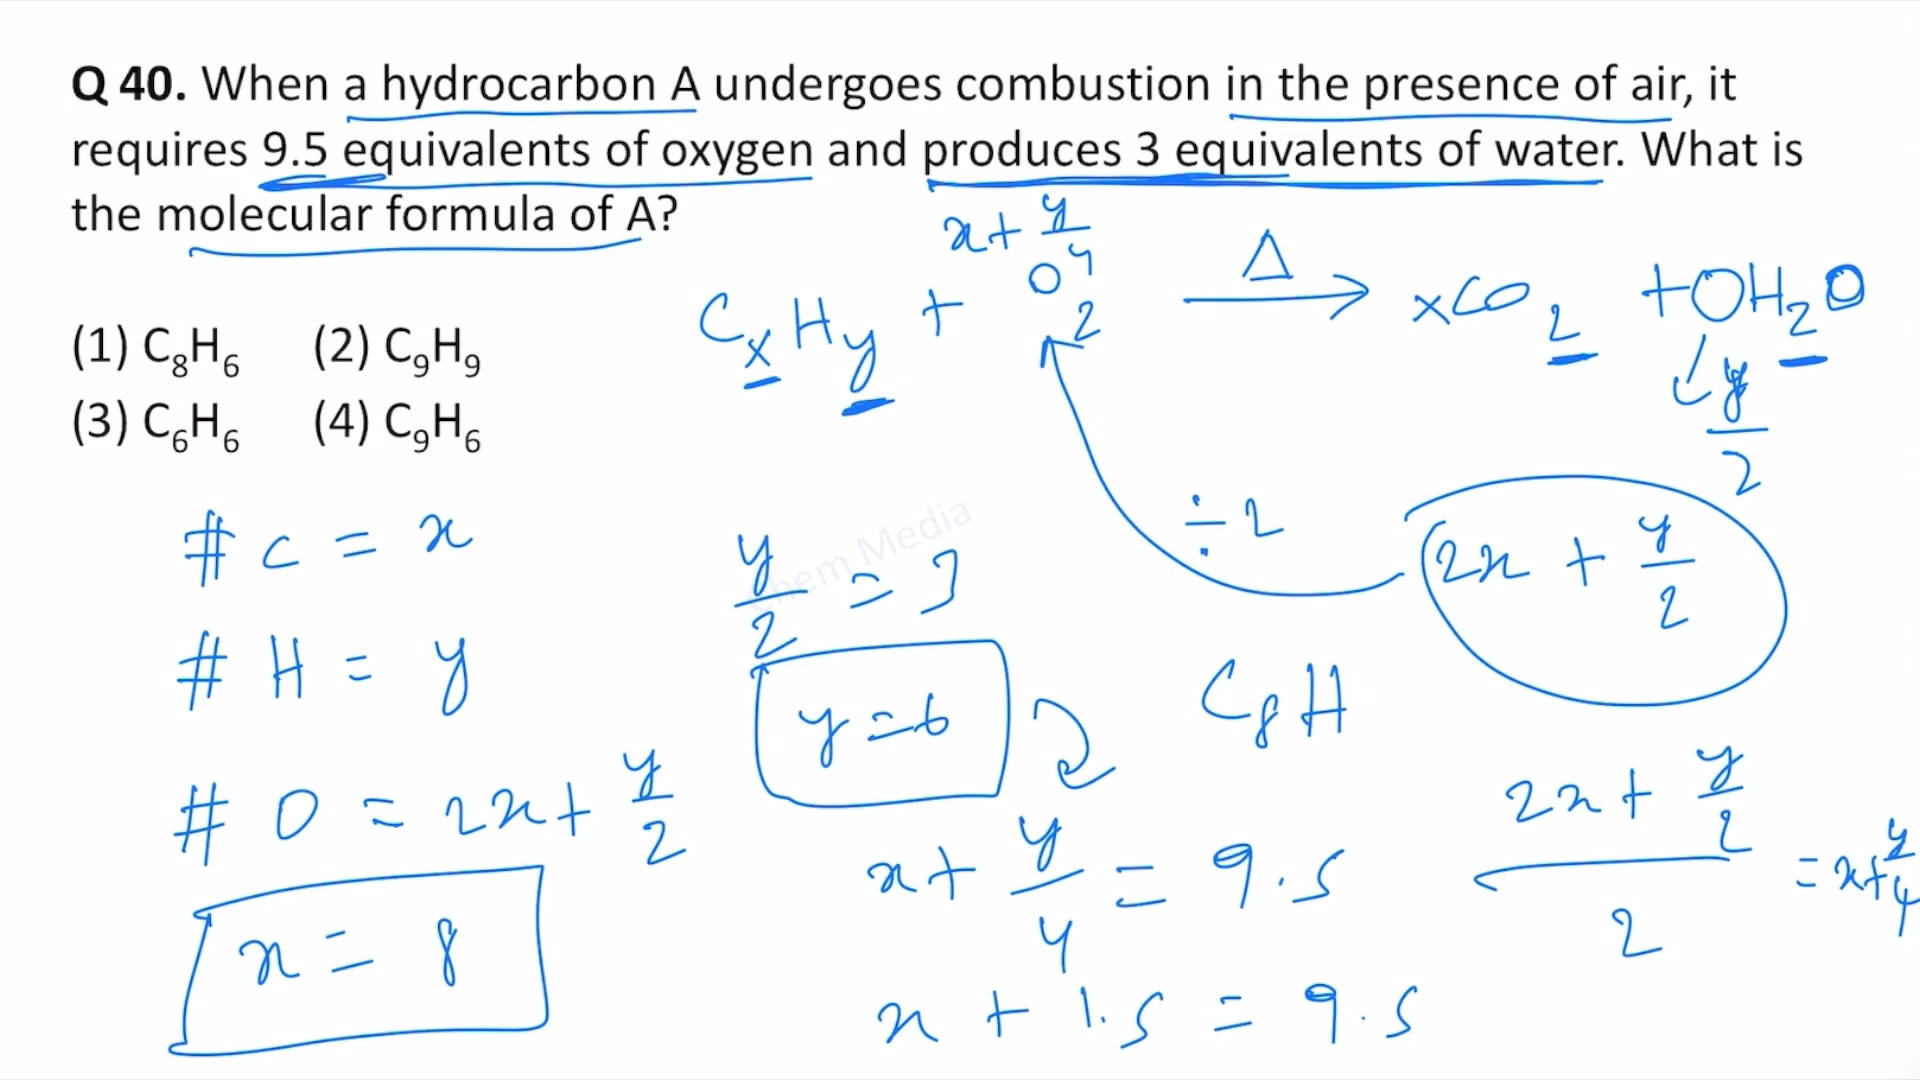 Q 40. When a hydrocarbon A undergoes combustion in the presence of air, it
requires 9.5 equivalents of oxygen and produces 3 equivalents of water. What is
the molecular formula of A?
(1) C₈H₆ (2) C₉H₉
(3) C₆H₆ (4) C₉H₆
x + y/4
CxHy + O₂ →Δ xCO₂ + OH₂O
y/2
÷2
2x + y/2
# C = x
# H = y
# O = 2x + y/2
x = 8
Chem Media
y/2 = 3
y = 6
C₈H
x + y/4 = 9.5
x + 1.5 = 9.5
2x + y/2
2
= x + y/4